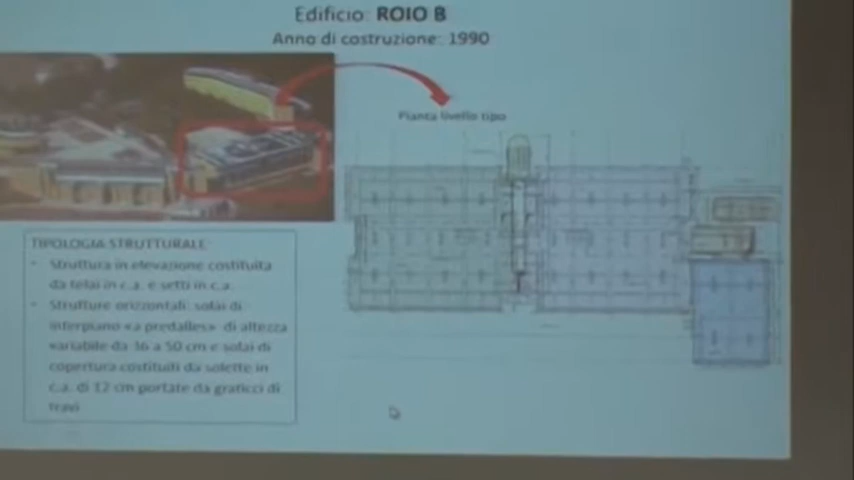 Edificio: ROIO B
Anno di costruzione: 1990
Pianta livello tipo
TIPOLOGIA STRUTTURALE
• Struttura in elevazione costituita
da telai in c.a. e setti in c.a.
• Strutture orizzontali: solai di
interpiano «a predalles» di altezza
variabile da 36 a 50 cm e solai di
copertura costituiti da solette in
c.a. di 12 cm portate da graticci di
travi